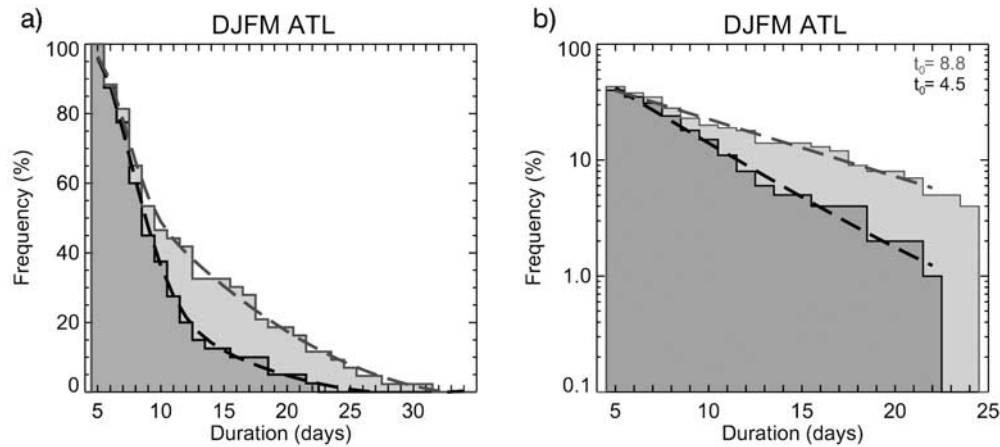 a)
DJFM ATL
100
80
60
40
20
0
Frequency (%)
5 10 15 20 25 30
Duration (days)
b)
DJFM ATL
t₀= 8.8
t₀= 4.5
100
10
1.0
0.1
Frequency (%)
5 10 15 20 25
Duration (days)